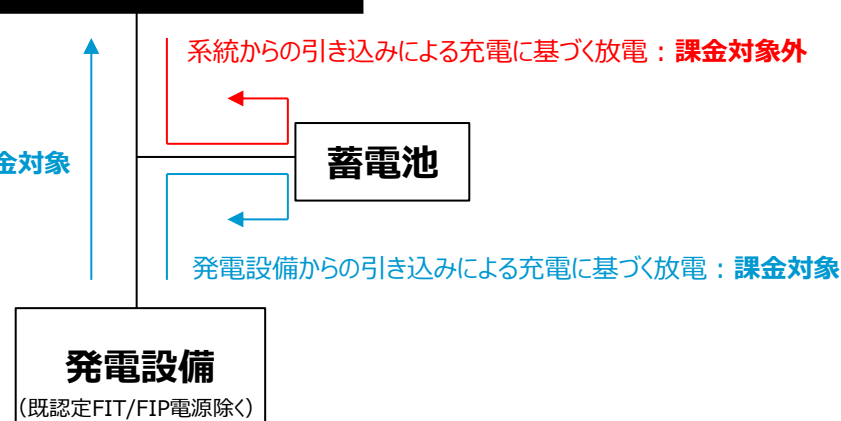 系統からの引き込みによる充電に基づく放電：課金対象外
蓄電池
金対象
発電設備からの引き込みによる充電に基づく放電：課金対象
発電設備
（既認定FIT/FIP電源除く）